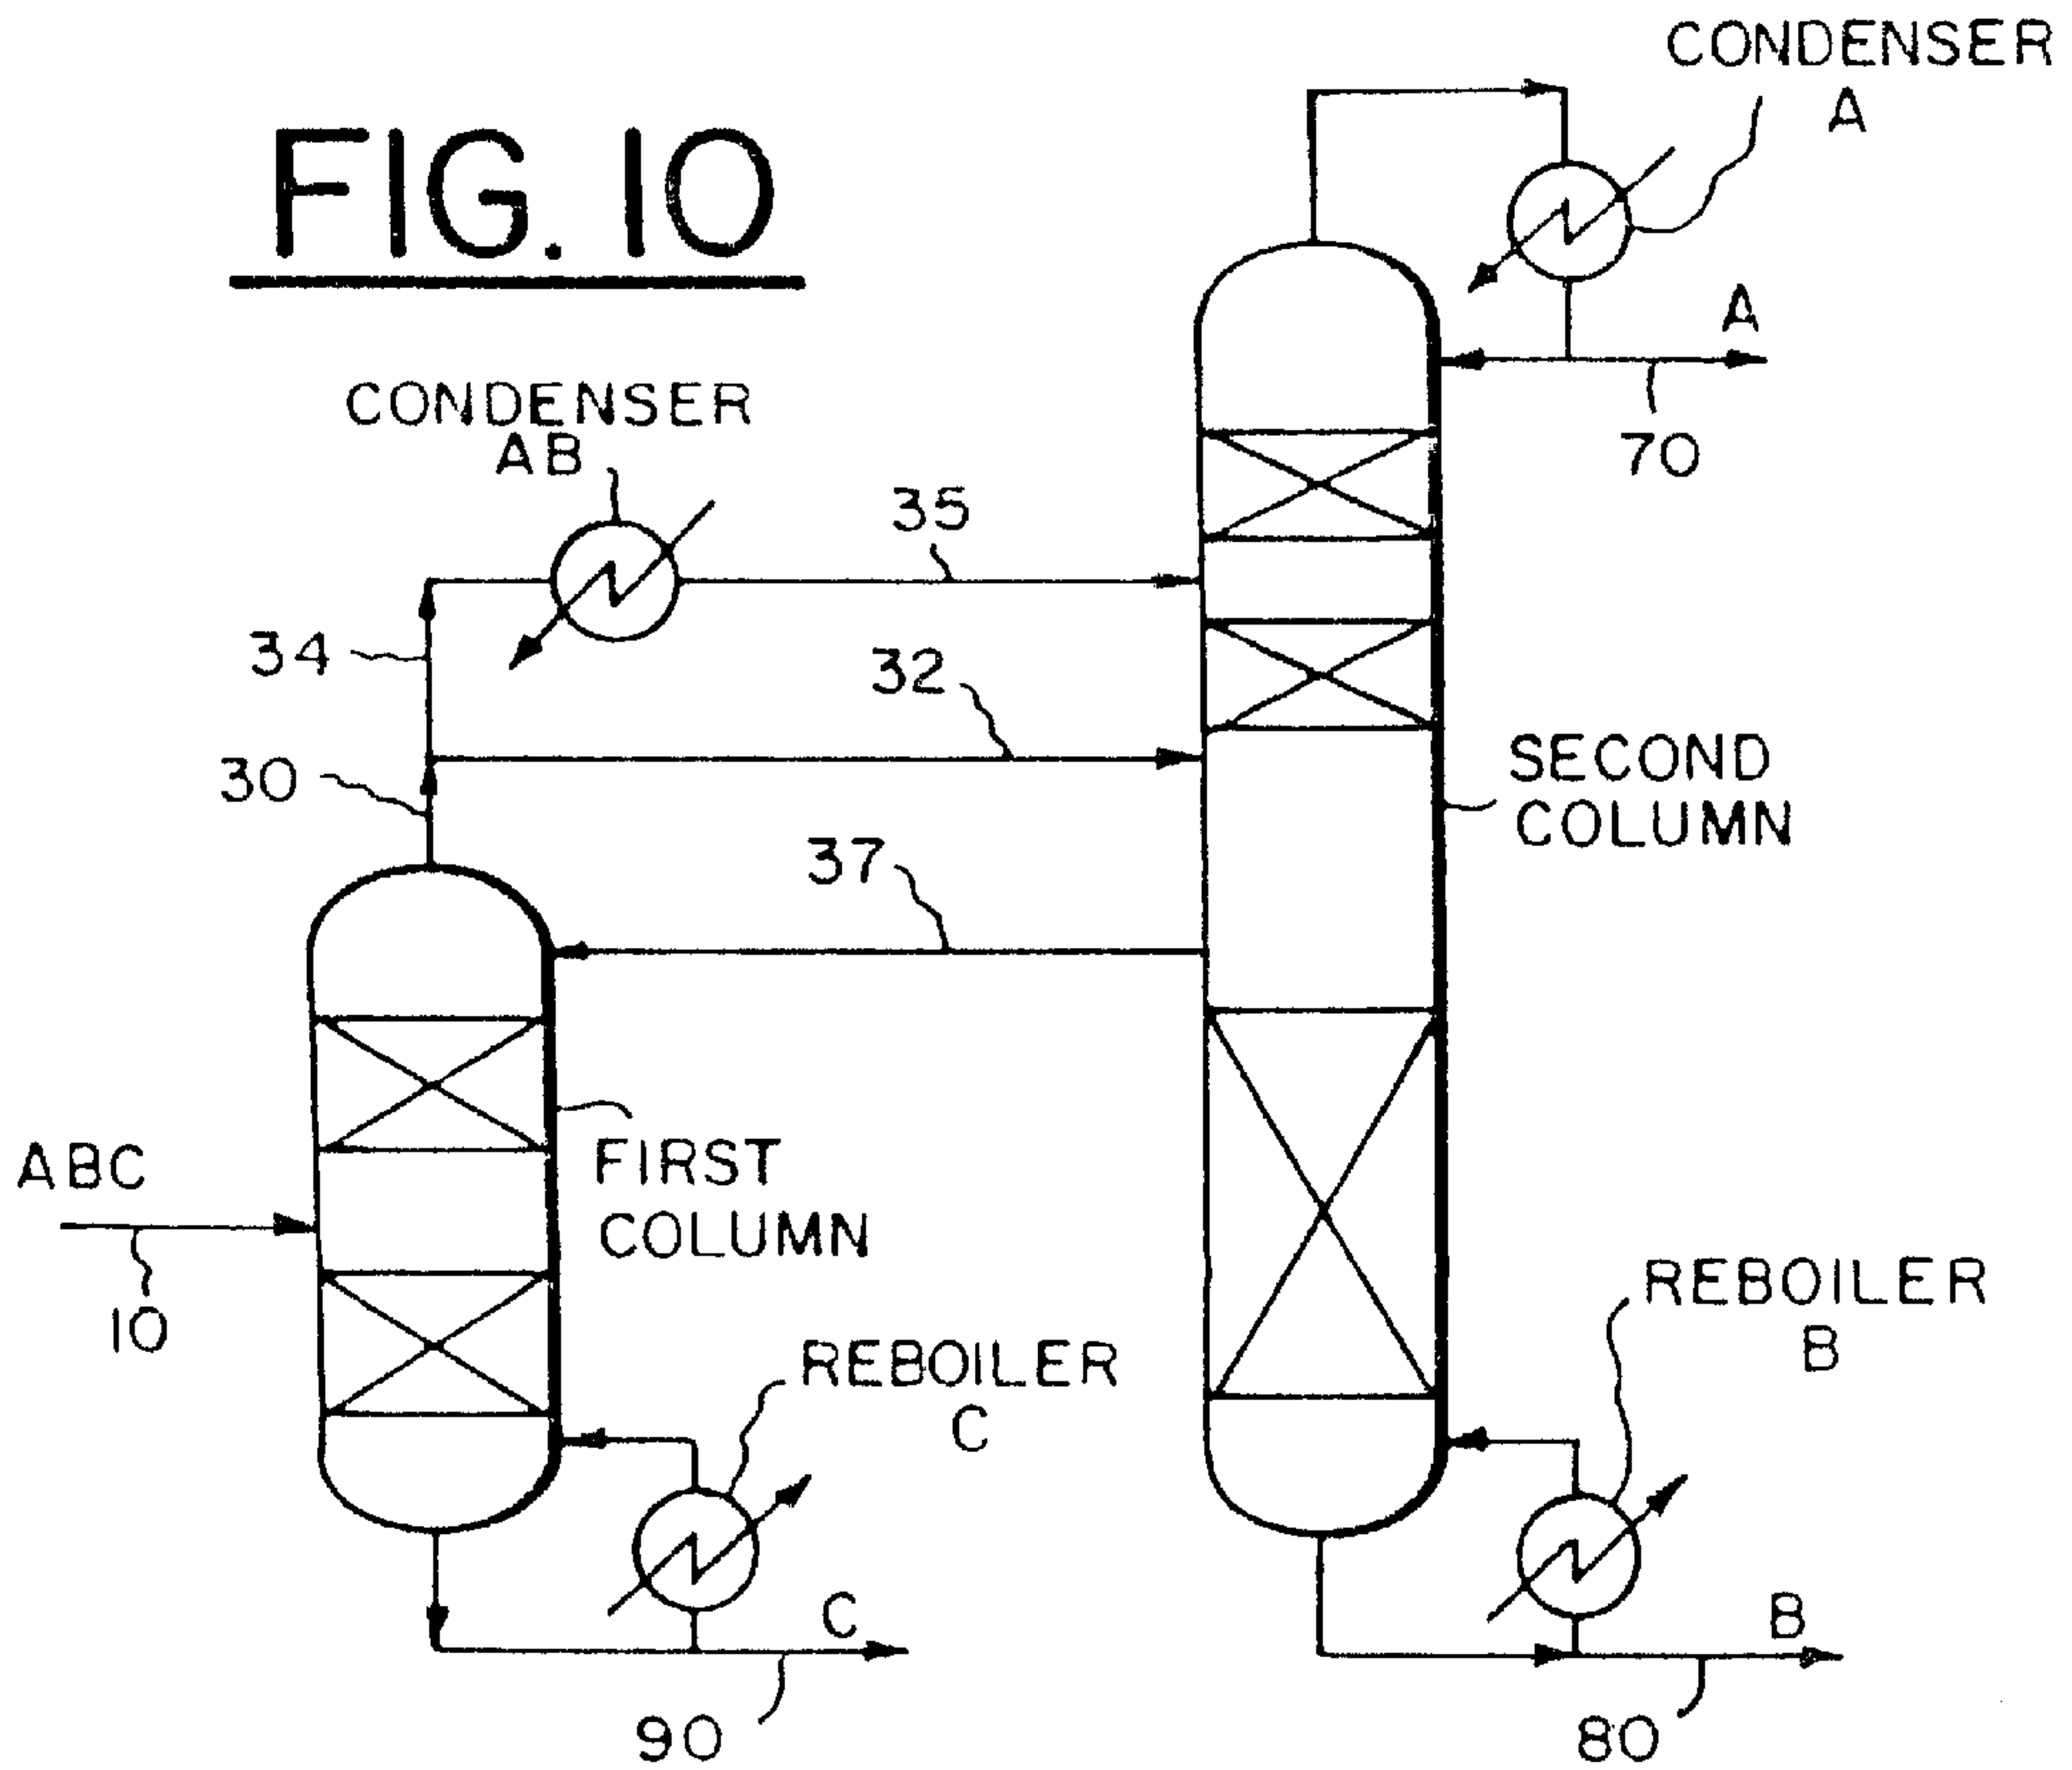 FIG. 10
CONDENSER
A
A
70
CONDENSER
AB
35
34
32
30
SECOND
COLUMN
37
ABC
10
FIRST
COLUMN
REBOILER
C
REBOILER
B
C
90
B
80